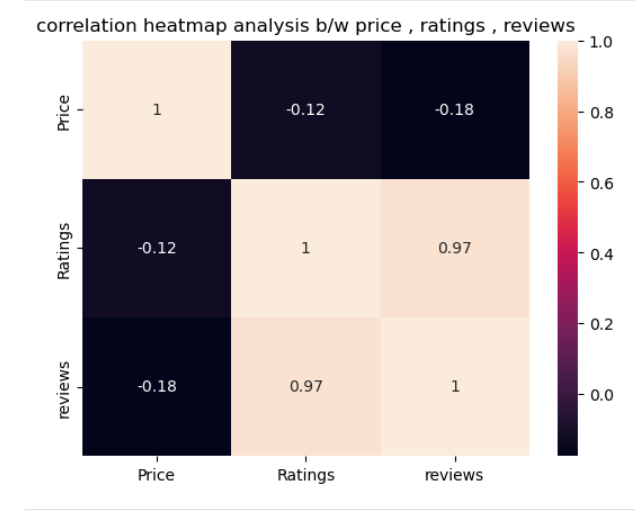 correlation heatmap analysis b/w price , ratings , reviews
1.0
Price
1
-0.12
-0.18
0.8
0.6
Ratings
-0.12
1
0.97
0.4
0.2
reviews
-0.18
0.97
1
0.0
Price
Ratings
reviews